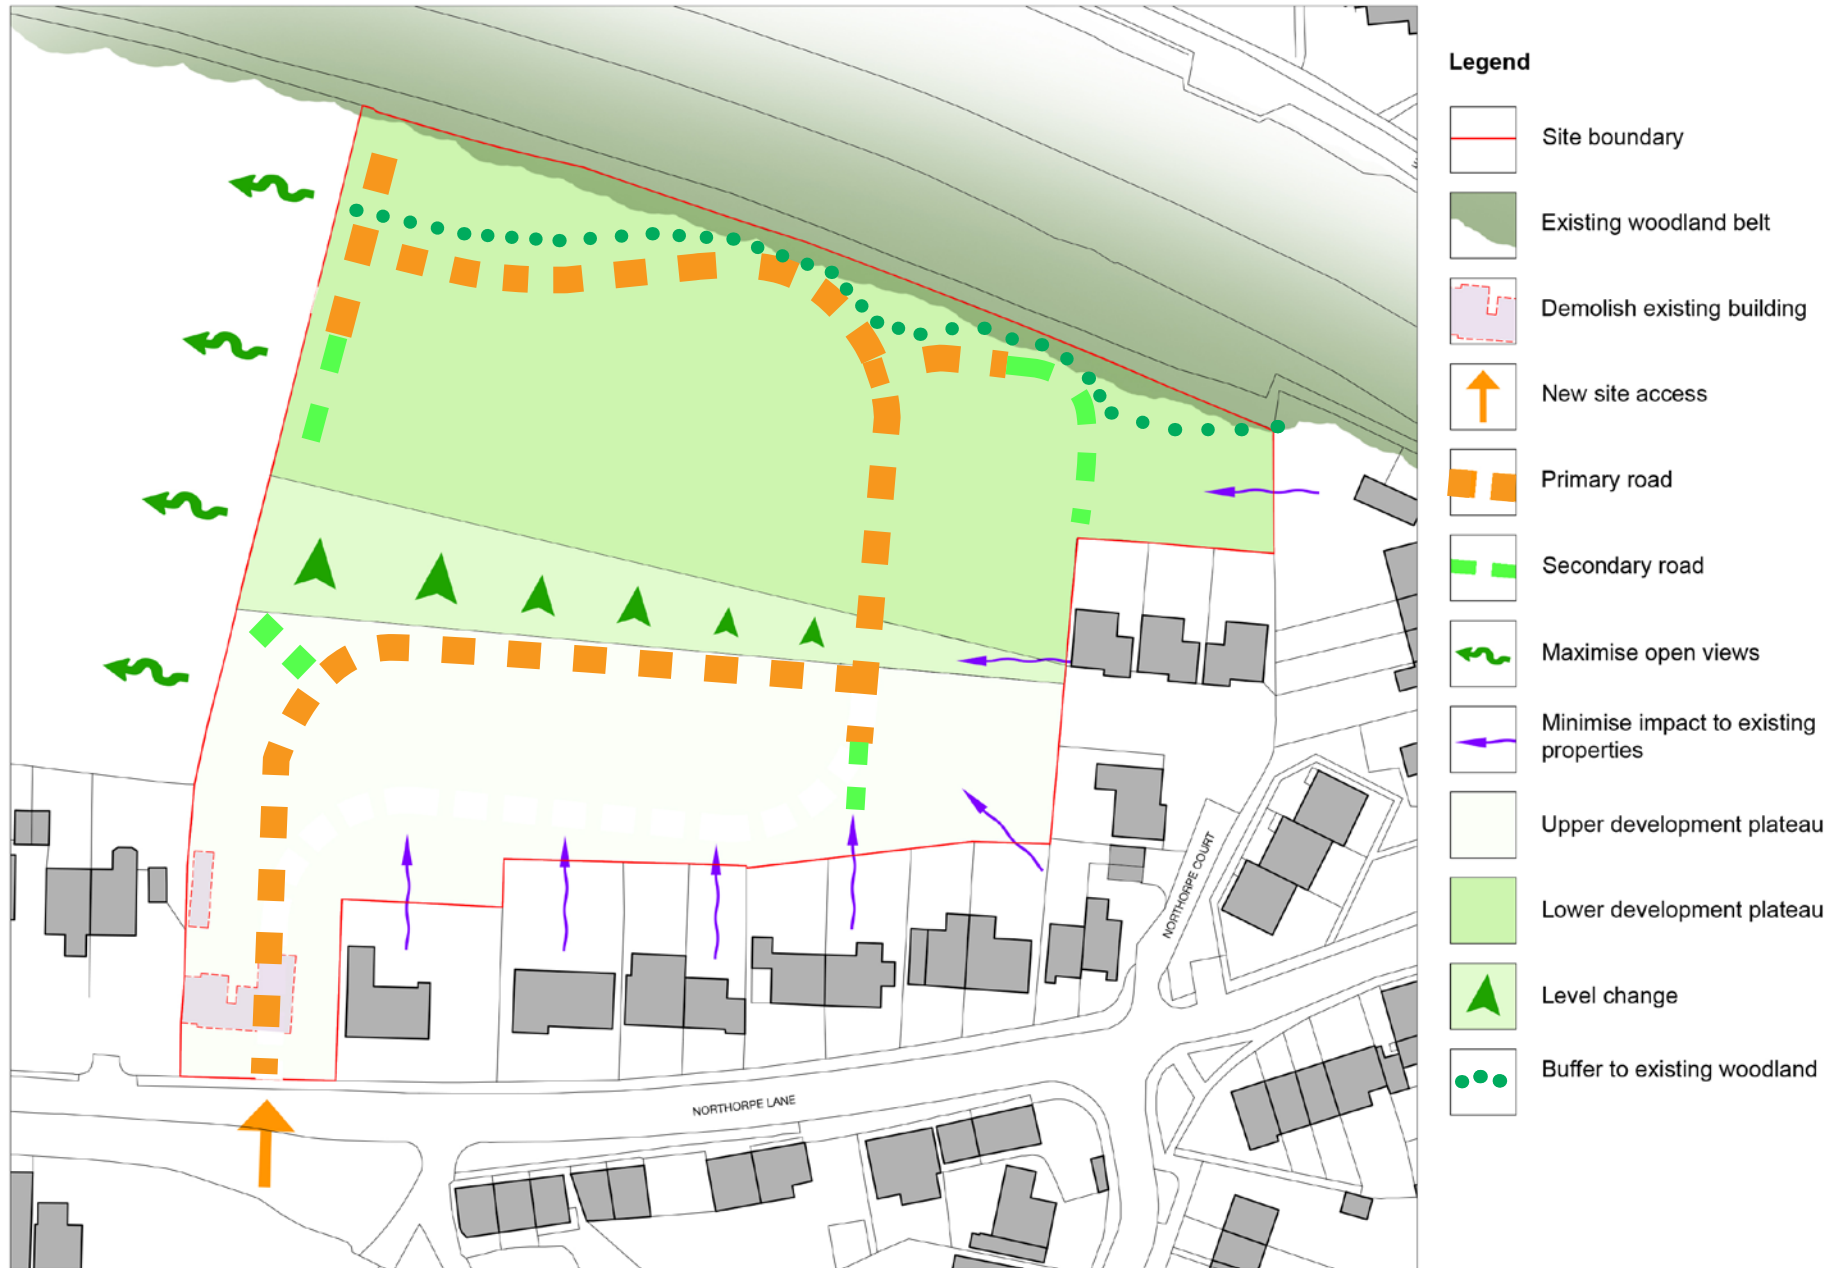 Legend
Site boundary
Existing woodland belt
Demolish existing building
New site access
Primary road
Secondary road
Maximise open views
Minimise impact to existing
properties
Upper development plateau
Lower development plateau
Level change
Buffer to existing woodland
NORTHORPE COURT
NORTHORPE LANE